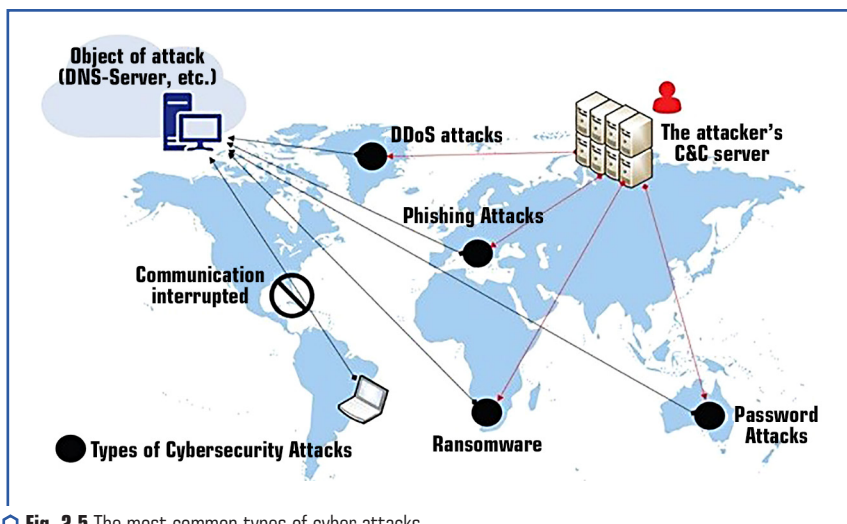 Object of attack
(DNS-Server, etc.)
DDoS attacks
The attacker's
C&C server
Phishing Attacks
Communication
interrupted
Ransomware
Password
Attacks
Types of Cybersecurity Attacks
Fig. 2.5 The most common types of cyber attacks